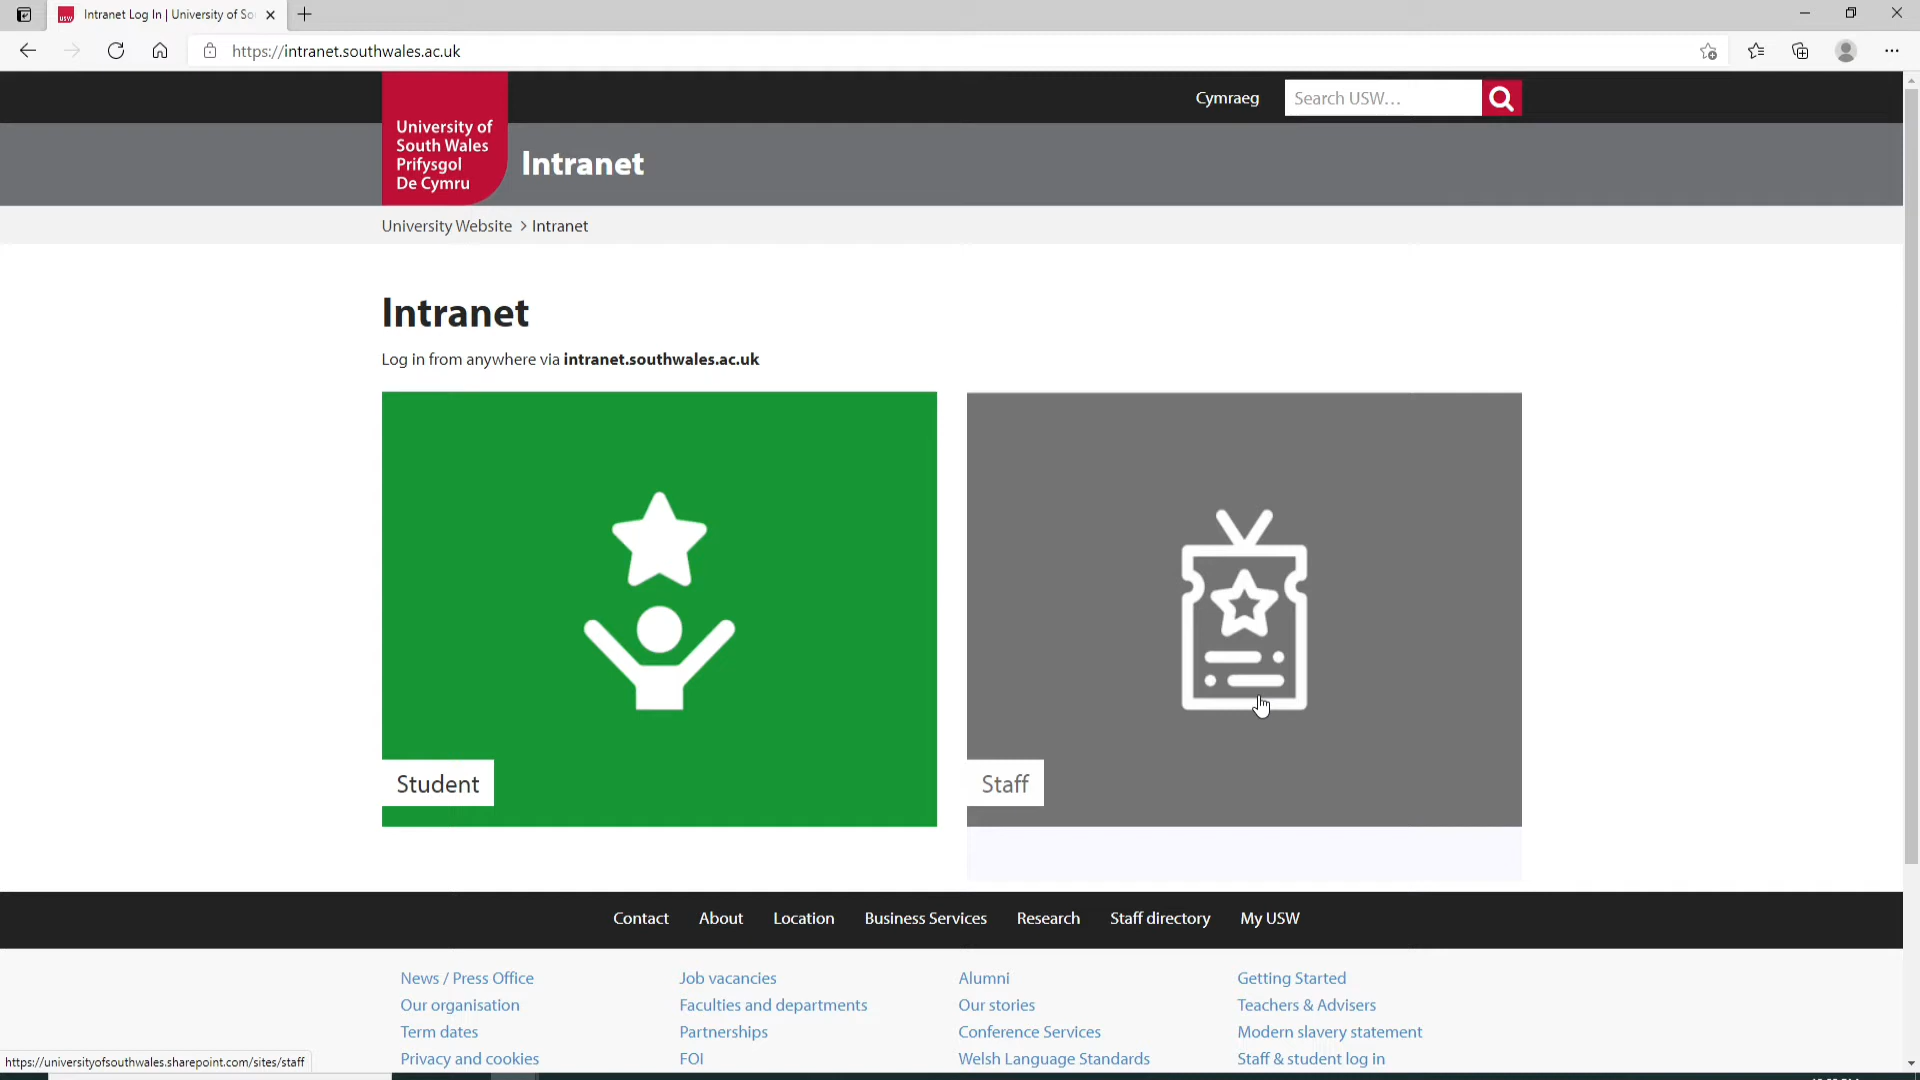 Intranet Log In | University of So
https://intranet.southwales.ac.uk
Cymraeg
Search USW...
University of
South Wales
Prifysgol
De Cymru
Intranet
University Website > Intranet
Intranet
Log in from anywhere via intranet.southwales.ac.uk
Student
Staff
Contact About Location Business Services Research Staff directory My USW
News / Press Office Job vacancies Alumni Getting Started
Our organisation Faculties and departments Our stories Teachers & Advisers
Term dates Partnerships Conference Services Modern slavery statement
Privacy and cookies FOI Welsh Language Standards Staff & student log in
https://universityofsouthwales.sharepoint.com/sites/staff